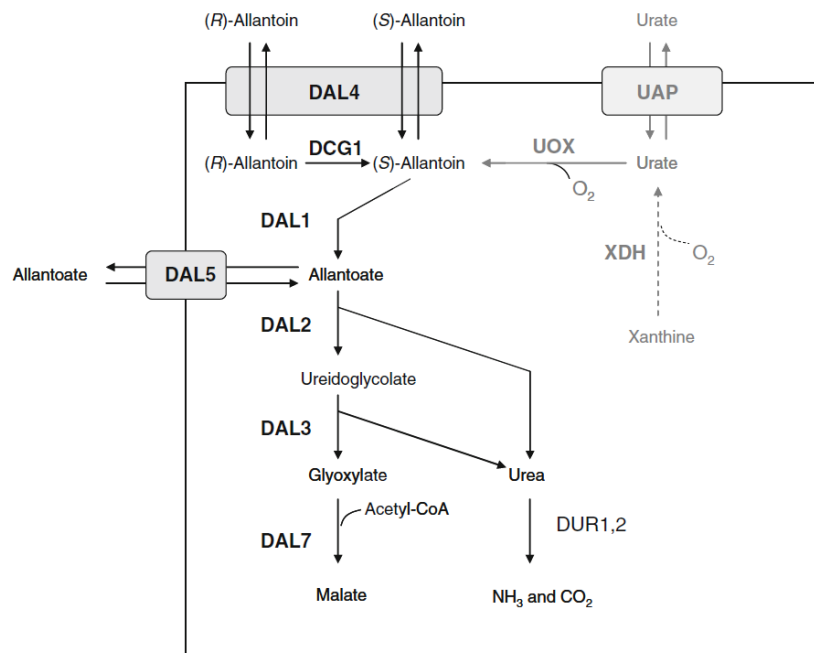 (R)-Allantoin (S)-Allantoin Urate
DAL4 UAP
(R)-Allantoin DCG1 (S)-Allantoin UOX Urate
O2
DAL1
XDH O2
Allantoate DAL5 Allantoate
DAL2
Xanthine
Ureidoglycolate
DAL3
Glyoxylate Urea
Acetyl-CoA
DUR1,2
DAL7
Malate NH3 and CO2